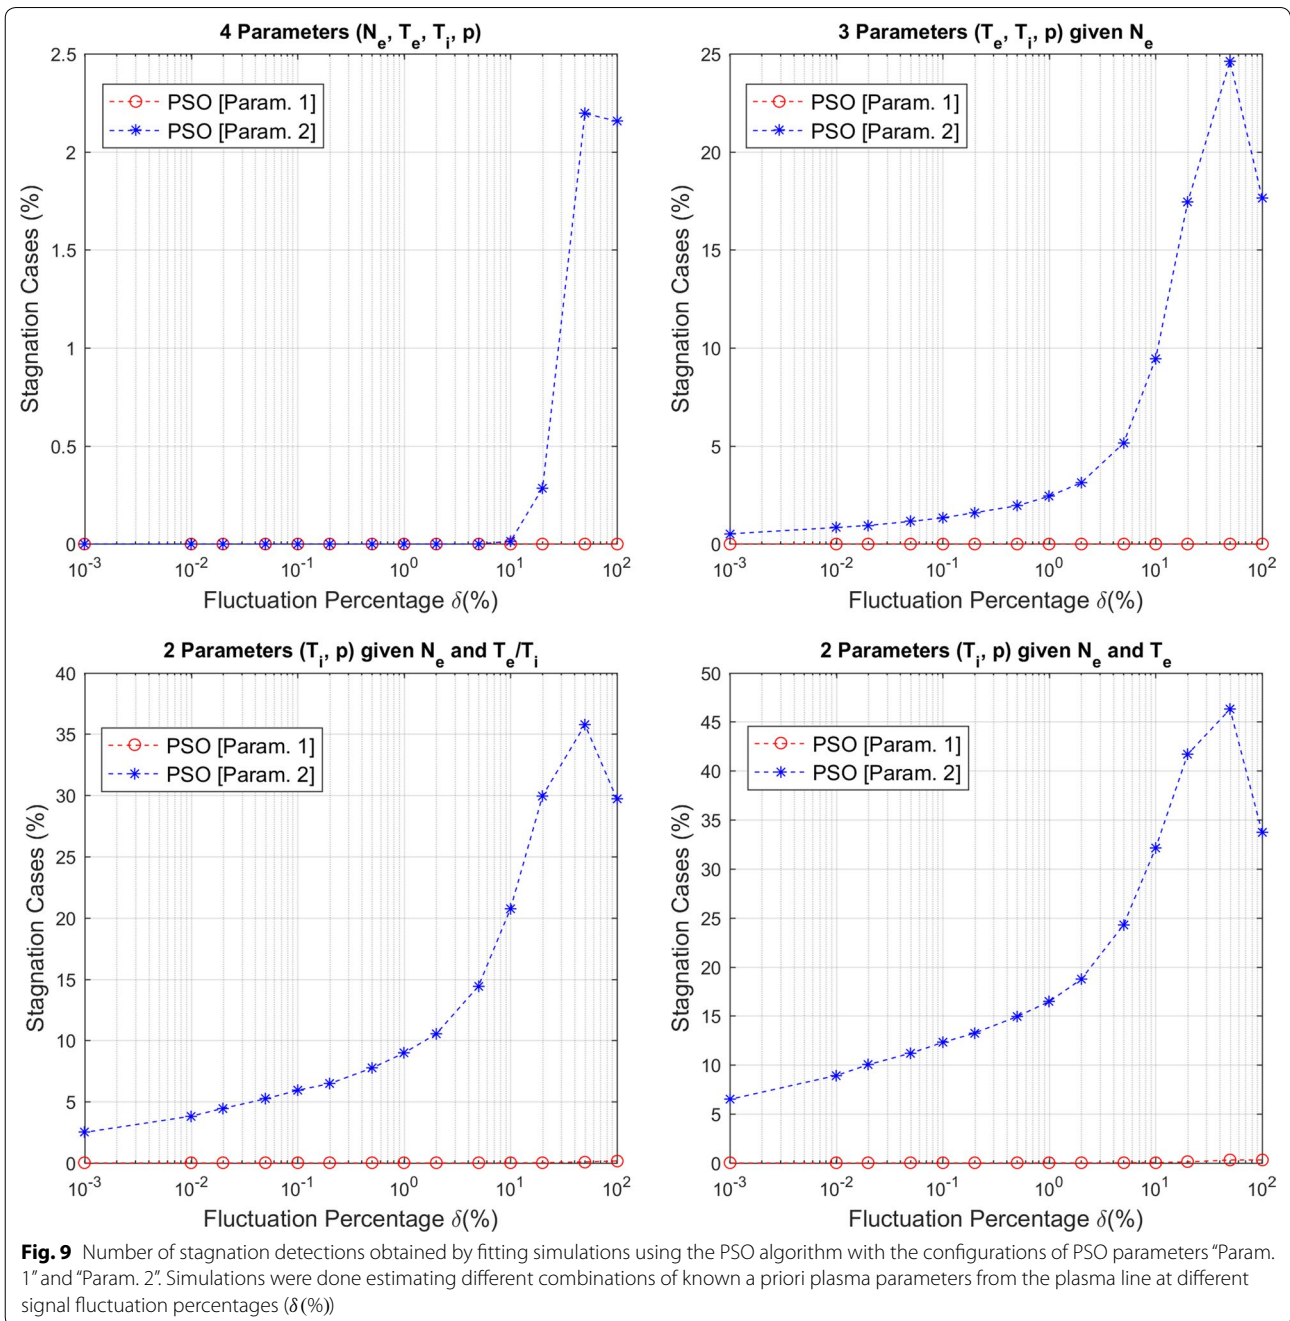 4 Parameters (Ne, Te, Ti, p)
2.5
2
1.5
1
0.5
0
Stagnation Cases (%)
PSO [Param. 1]
PSO [Param. 2]
10-3
10-2
10-1
100
101
102
Fluctuation Percentage δ(%)
3 Parameters (Te, Ti, p) given Ne
25
20
15
10
5
0
Stagnation Cases (%)
PSO [Param. 1]
PSO [Param. 2]
10-3
10-2
10-1
100
101
102
Fluctuation Percentage δ(%)
2 Parameters (Ti, p) given Ne and Te/Ti
40
35
30
25
20
15
10
5
0
Stagnation Cases (%)
PSO [Param. 1]
PSO [Param. 2]
10-3
10-2
10-1
100
101
102
Fluctuation Percentage δ(%)
2 Parameters (Ti, p) given Ne and Te
50
45
40
35
30
25
20
15
10
5
0
Stagnation Cases (%)
PSO [Param. 1]
PSO [Param. 2]
10-3
10-2
10-1
100
101
102
Fluctuation Percentage δ(%)
Fig. 9 Number of stagnation detections obtained by fitting simulations using the PSO algorithm with the configurations of PSO parameters “Param.
1” and “Param. 2”. Simulations were done estimating different combinations of known a priori plasma parameters from the plasma line at different
signal fluctuation percentages (δ(%))